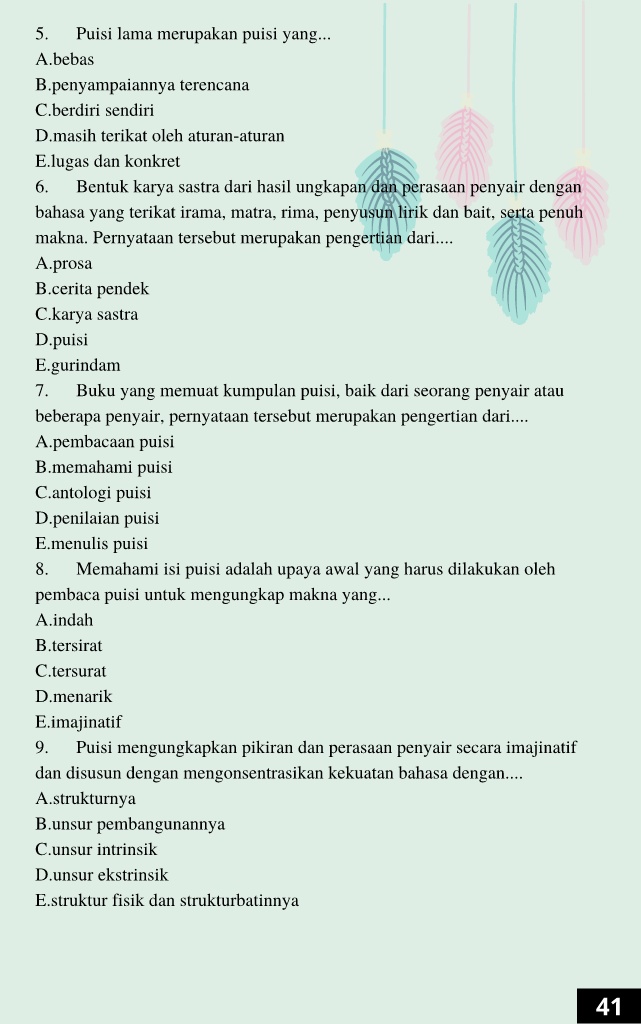 5. Puisi lama merupakan puisi yang...
A.bebas
B.penyampaiannya terencana
C.berdiri sendiri
D.masih terikat oleh aturan-aturan
E.lugas dan konkret
6. Bentuk karya sastra dari hasil ungkapan dan perasaan penyair dengan
bahasa yang terikat irama, matra, rima, penyusun lirik dan bait, serta penuh
makna. Pernyataan tersebut merupakan pengertian dari....
A.prosa
B.cerita pendek
C.karya sastra
D.puisi
E.gurindam
7. Buku yang memuat kumpulan puisi, baik dari seorang penyair atau
beberapa penyair, pernyataan tersebut merupakan pengertian dari....
A.pembacaan puisi
B.memahami puisi
C.antologi puisi
D.penilaian puisi
E.menulis puisi
8. Memahami isi puisi adalah upaya awal yang harus dilakukan oleh
pembaca puisi untuk mengungkap makna yang...
A.indah
B.tersirat
C.tersurat
D.menarik
E.imajinatif
9. Puisi mengungkapkan pikiran dan perasaan penyair secara imajinatif
dan disusun dengan mengonsentrasikan kekuatan bahasa dengan....
A.strukturnya
B.unsur pembangunannya
C.unsur intrinsik
D.unsur ekstrinsik
E.struktur fisik dan strukturbatinnya
41